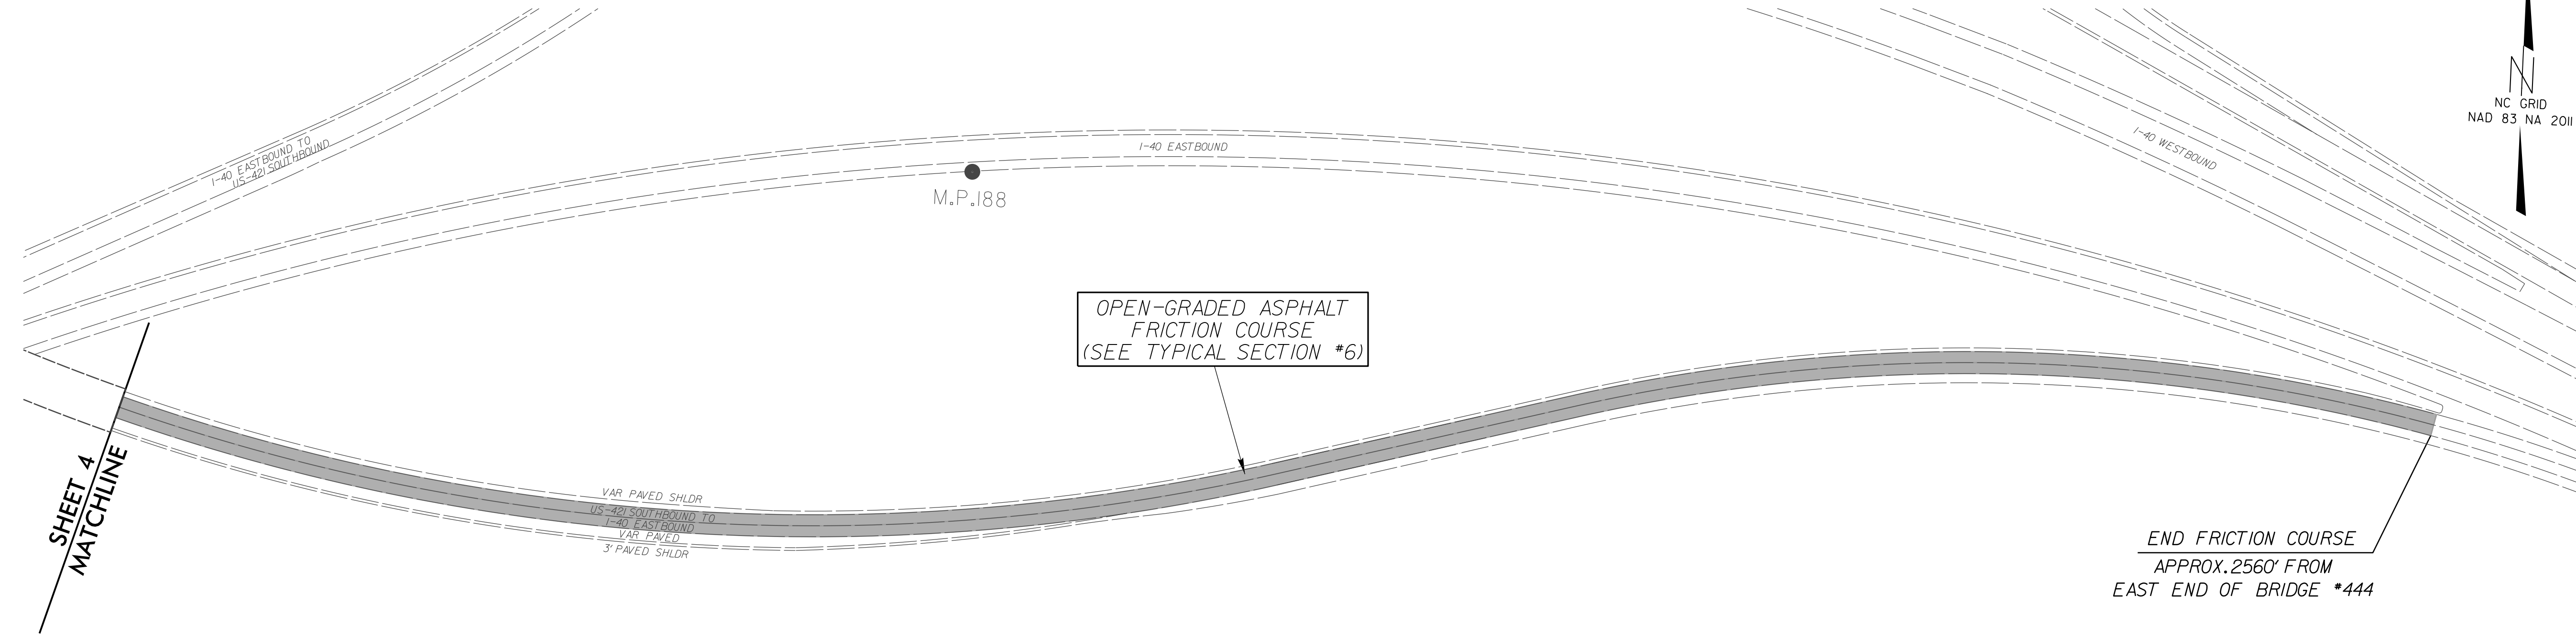 NC GRID
NAD 83 NA 2011
I-40 EASTBOUND TO
US-421 SOUTHBOUND
I-40 EASTBOUND
I-40 WESTBOUND
M.P.188
OPEN-GRADED ASPHALT
FRICTION COURSE
(SEE TYPICAL SECTION #6)
SHEET 4
MATCHLINE
VAR PAVED SHLDR
US-421 SOUTHBOUND TO
I-40 EASTBOUND
VAR PAVED
3' PAVED SHLDR
END FRICTION COURSE
APPROX.2560' FROM
EAST END OF BRIDGE #444